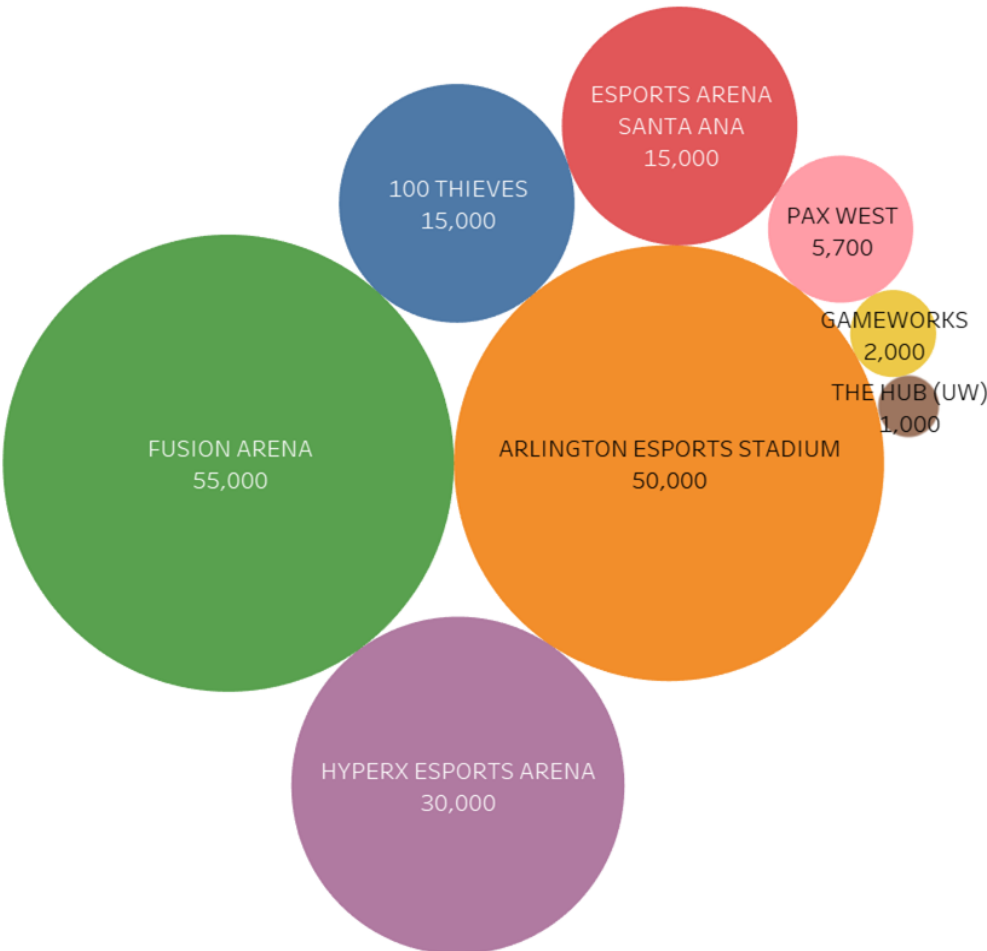 ESPORTS ARENA
SANTA ANA
15,000
100 THIEVES
15,000
PAX WEST
5,700
GAMEWORKS
2,000
THE HUB (UW)
1,000
FUSION ARENA
55,000
ARLINGTON ESPORTS STADIUM
50,000
HYPERX ESPORTS ARENA
30,000